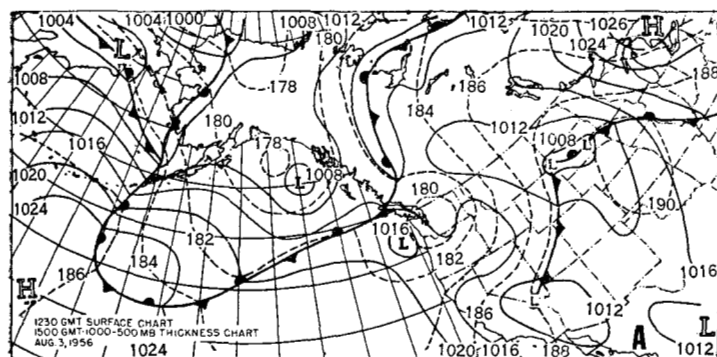 1004 1004 1000 1008 1012 1012 1020 1026 H
L 180 1024
1008 178 186 188
1012 184
180 1012 1008
1016 178 L L
1020 1008 180 190
1024 L
182 1016
L
186 184 182 1016
H 186 1012
L
1230 GMT SURFACE CHART
1500 GMT-1000-500 MB THICKNESS CHART
AUG. 3, 1956
1024 1020 1016 188 A 1012 L